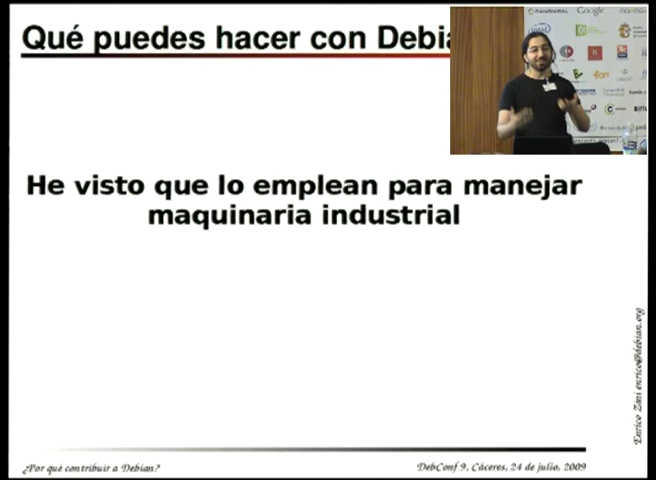 Qué puedes hacer con Debia
Google
He visto que lo emplean para manejar
maquinaria industrial
Enrico Zini enrico@debian.org
¿Por qué contribuir a Debian?
DebConf 9, Cáceres, 24 de julio, 2009